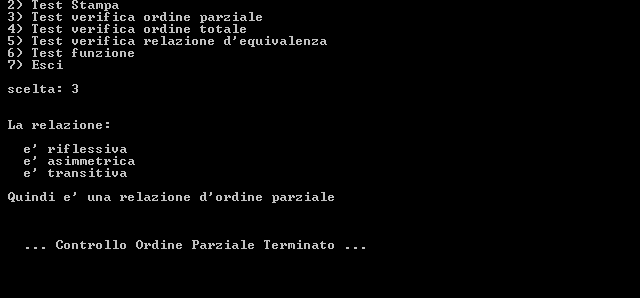 2) Test Stampa
3) Test verifica ordine parziale
4) Test verifica ordine totale
5) Test verifica relazione d'equivalenza
6) Test funzione
7) Esci
scelta: 3
La relazione:
e' riflessiva
e' asimmetrica
e' transitiva
Quindi e' una relazione d'ordine parziale
... Controllo Ordine Parziale Terminato ...